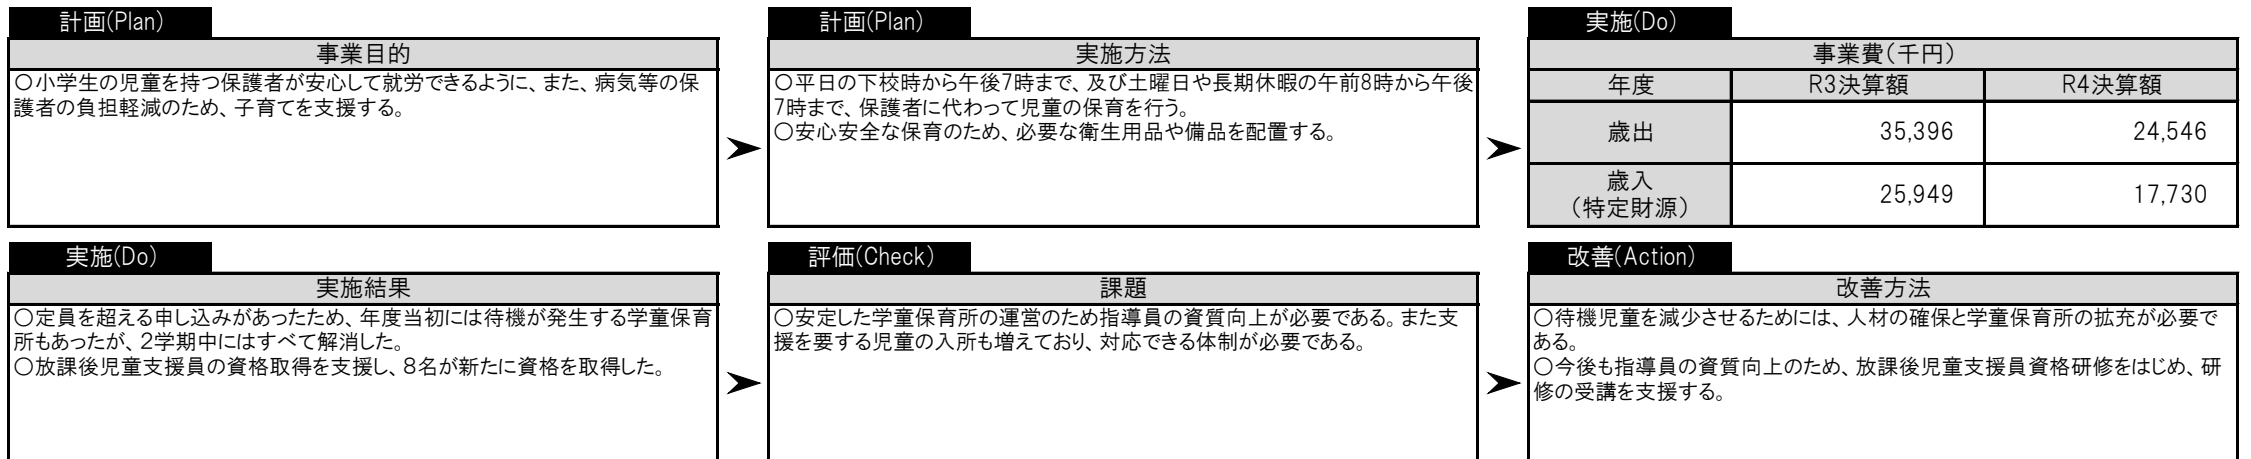 計画(Plan)
事業目的
○小学生の児童を持つ保護者が安心して就労できるように、また、病気等の保
護者の負担軽減のため、子育てを支援する。
計画(Plan)
実施方法
○平日の下校時から午後7時まで、及び土曜日や長期休暇の午前8時から午後
7時まで、保護者に代わって児童の保育を行う。
○安心安全な保育のため、必要な衛生用品や備品を配置する。
実施(Do)
事業費(千円)
年度 R3決算額 R4決算額
歳出 35,396 24,546
歳入
(特定財源) 25,949 17,730
実施(Do)
実施結果
○定員を超える申し込みがあったため、年度当初には待機が発生する学童保育
所もあったが、2学期中にはすべて解消した。
○放課後児童支援員の資格取得を支援し、8名が新たに資格を取得した。
評価(Check)
課題
○安定した学童保育所の運営のため指導員の資質向上が必要である。また支
援を要する児童の入所も増えており、対応できる体制が必要である。
改善(Action)
改善方法
○待機児童を減少させるためには、人材の確保と学童保育所の拡充が必要で
ある。
○今後も指導員の資質向上のため、放課後児童支援員資格研修をはじめ、研
修の受講を支援する。